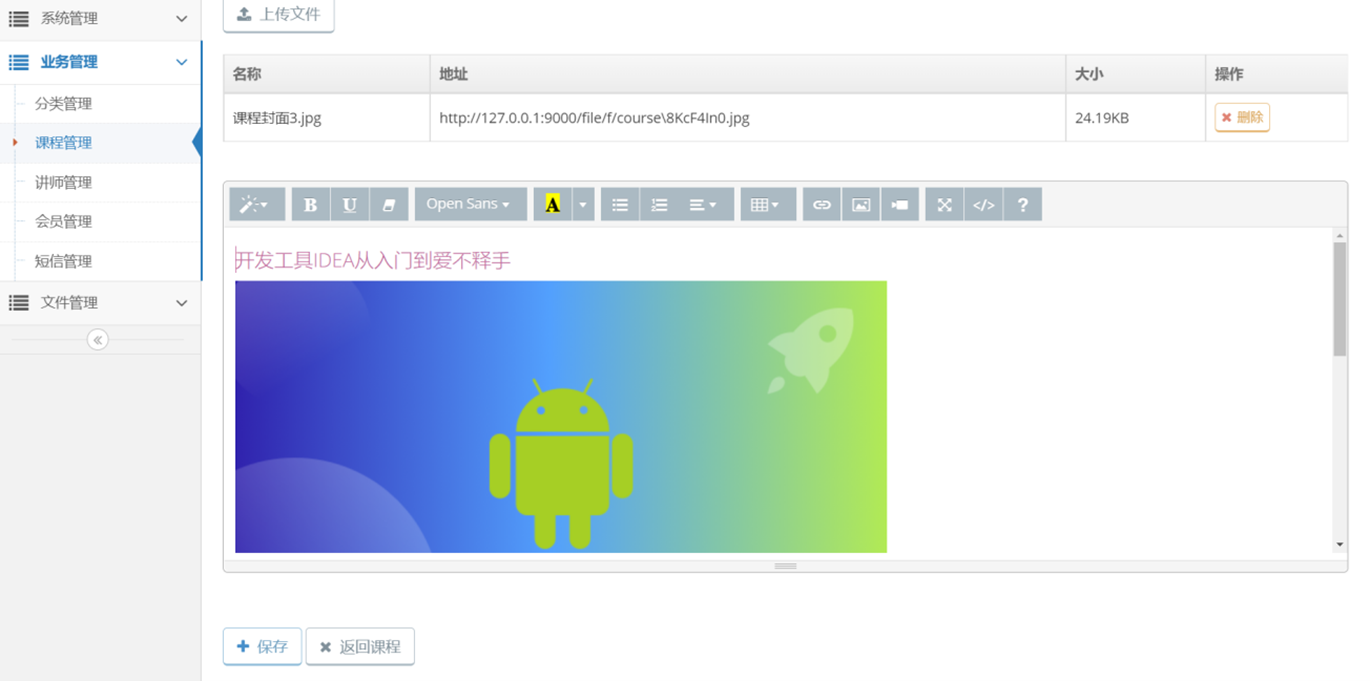 系统管理
业务管理
分类管理
课程管理
讲师管理
会员管理
短信管理
文件管理
上传文件
名称 地址 大小 操作
课程封面3.jpg http://127.0.0.1:9000/file/f/course\8KcF4In0.jpg 24.19KB 删除
B U Open Sans A </> ?
开发工具IDEA从入门到爱不释手
保存 返回课程